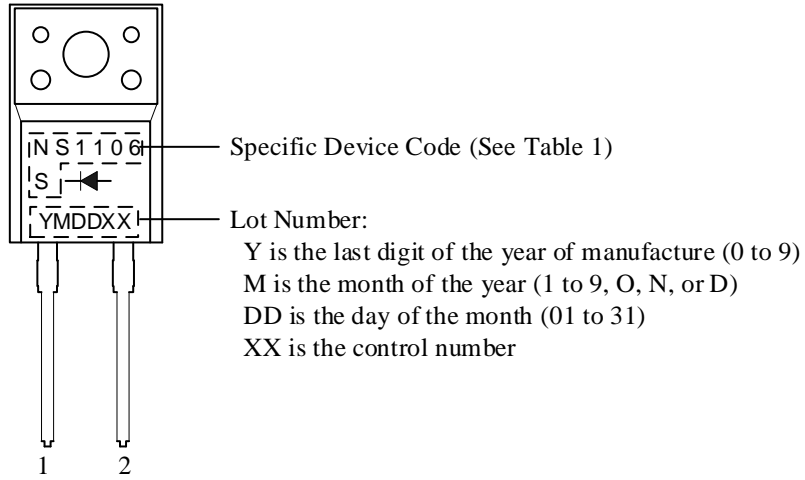 NS1106
S
Specific Device Code (See Table 1)
YMDDXX
Lot Number:
Y is the last digit of the year of manufacture (0 to 9)
M is the month of the year (1 to 9, O, N, or D)
DD is the day of the month (01 to 31)
XX is the control number
1 2